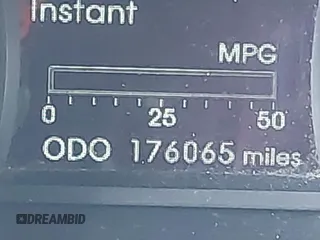 Instant
MPG
0 25 50
ODO 176065 miles
DREAMBID